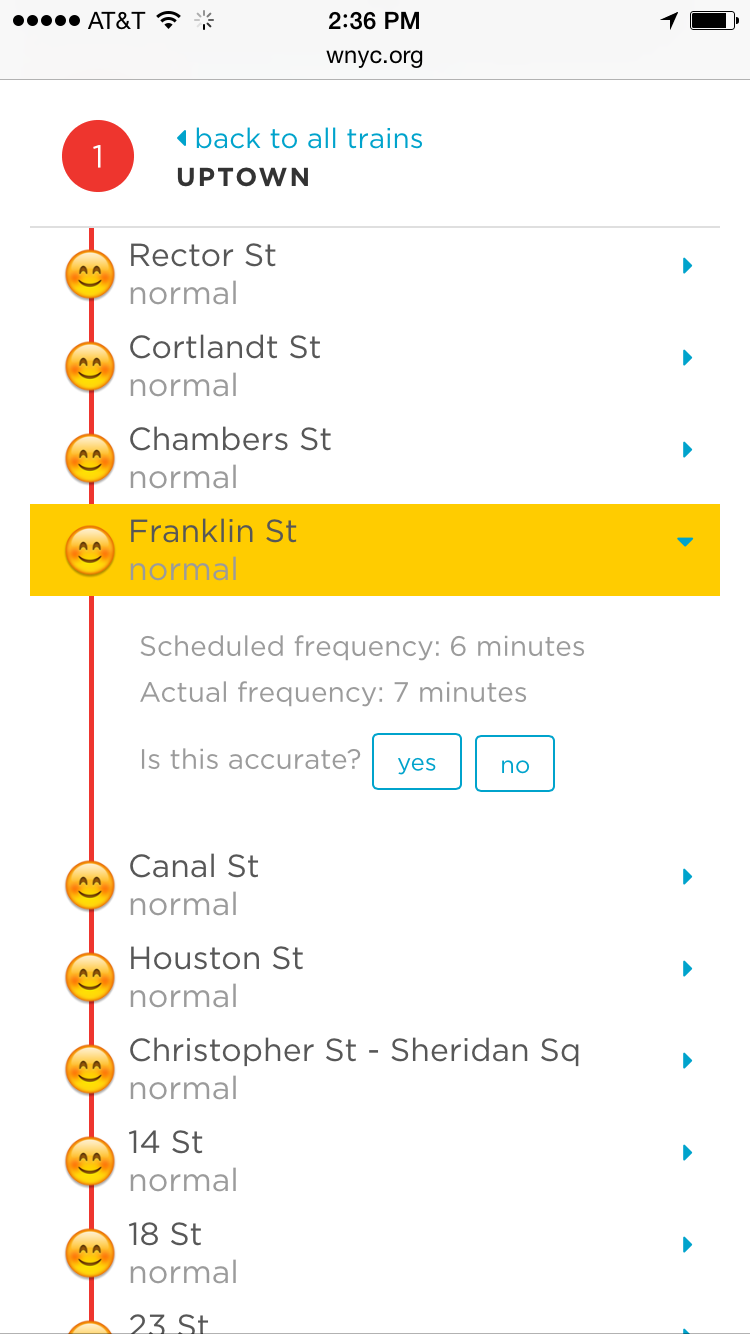 AT&T 2:36 PM
wnyc.org
1
back to all trains
UPTOWN
Rector St
normal
Cortlandt St
normal
Chambers St
normal
Franklin St
normal
Scheduled frequency: 6 minutes
Actual frequency: 7 minutes
Is this accurate? yes no
Canal St
normal
Houston St
normal
Christopher St - Sheridan Sq
normal
14 St
normal
18 St
normal
23 St